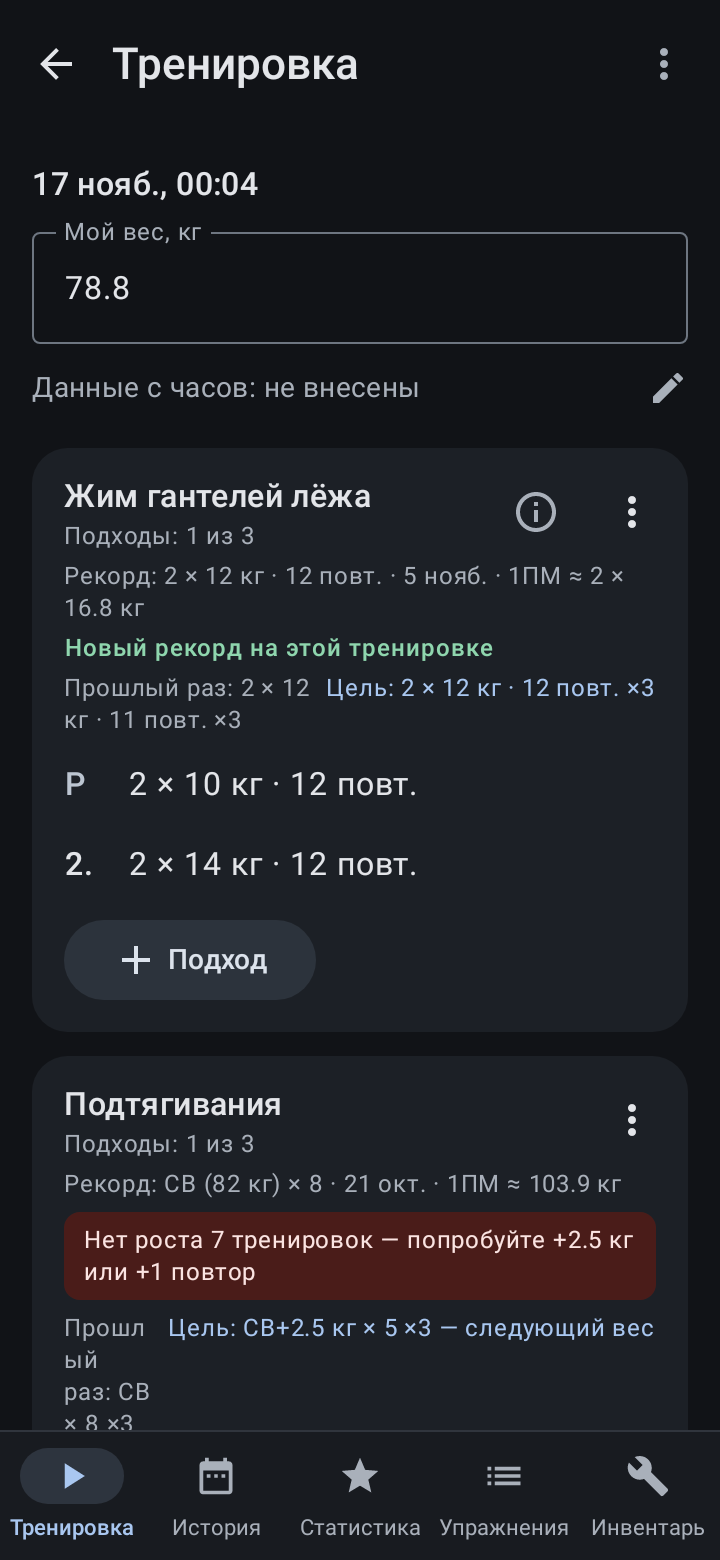 Тренировка
17 нояб., 00:04
Мой вес, кг
78.8
Данные с часов: не внесены
Жим гантелей лёжа
Подходы: 1 из 3
Рекорд: 2 × 12 кг · 12 повт. · 5 нояб. · 1ПМ ≈ 2 ×
16.8 кг
Новый рекорд на этой тренировке
Прошлый раз: 2 × 12
кг · 11 повт. ×3
Цель: 2 × 12 кг · 12 повт. ×3
Р 2 × 10 кг · 12 повт.
2. 2 × 14 кг · 12 повт.
Подход
Подтягивания
Подходы: 1 из 3
Рекорд: СВ (82 кг) × 8 · 21 окт. · 1ПМ ≈ 103.9 кг
Нет роста 7 тренировок — попробуйте +2.5 кг
или +1 повтор
Прошл
ый
раз: СВ
× 8 ×3
Цель: СВ+2.5 кг × 5 ×3 — следующий вес
Тренировка
История
Статистика
Упражнения
Инвентарь